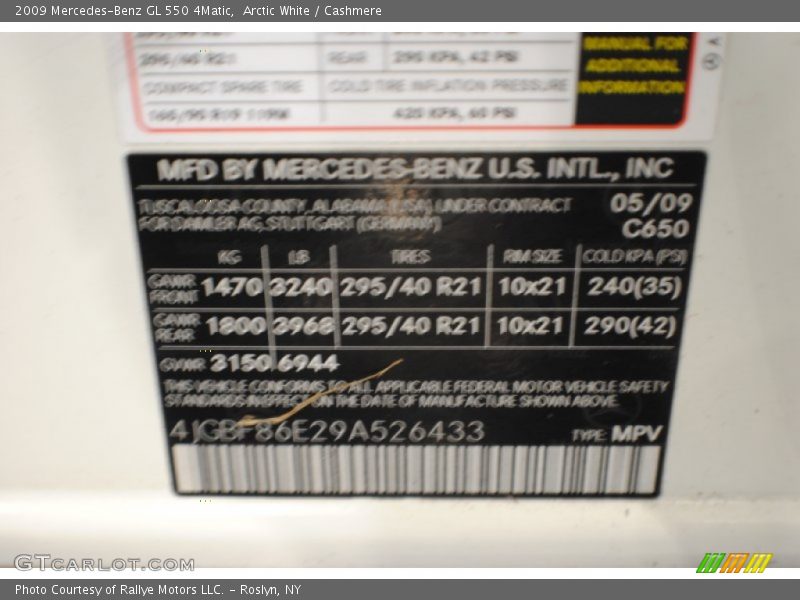 2009 Mercedes-Benz GL 550 4Matic, Arctic White / Cashmere
MANUAL FOR
295/40 R21 REAR 290 KPA, 42 PSI
ADDITIONAL
COMPACT SPARE TIRE COLD TIRE INFLATION PRESSURE
INFORMATION
420 KPA, 60 PSI
MFD BY MERCEDES-BENZ U.S. INTL., INC
TUSCALOOSA COUNTY, ALABAMA (USA) UNDER CONTRACT 05/09
FOR DAIMLER AG, STUTTGART (GERMANY) C650
KG LB TIRES RIM SIZE COLD KPA (PSI)
GAWR FRONT 1470 3240 295/40 R21 10x21 240(35)
GAWR REAR 1800 3968 295/40 R21 10x21 290(42)
GVWR 3150 6944
THIS VEHICLE CONFORMS TO ALL APPLICABLE FEDERAL MOTOR VEHICLE SAFETY
STANDARDS IN EFFECT ON THE DATE OF MANUFACTURE SHOWN ABOVE
4JGBF86E29A526433 TYPE: MPV
GTCARLOT.COM
Photo Courtesy of Rallye Motors LLC. - Roslyn, NY